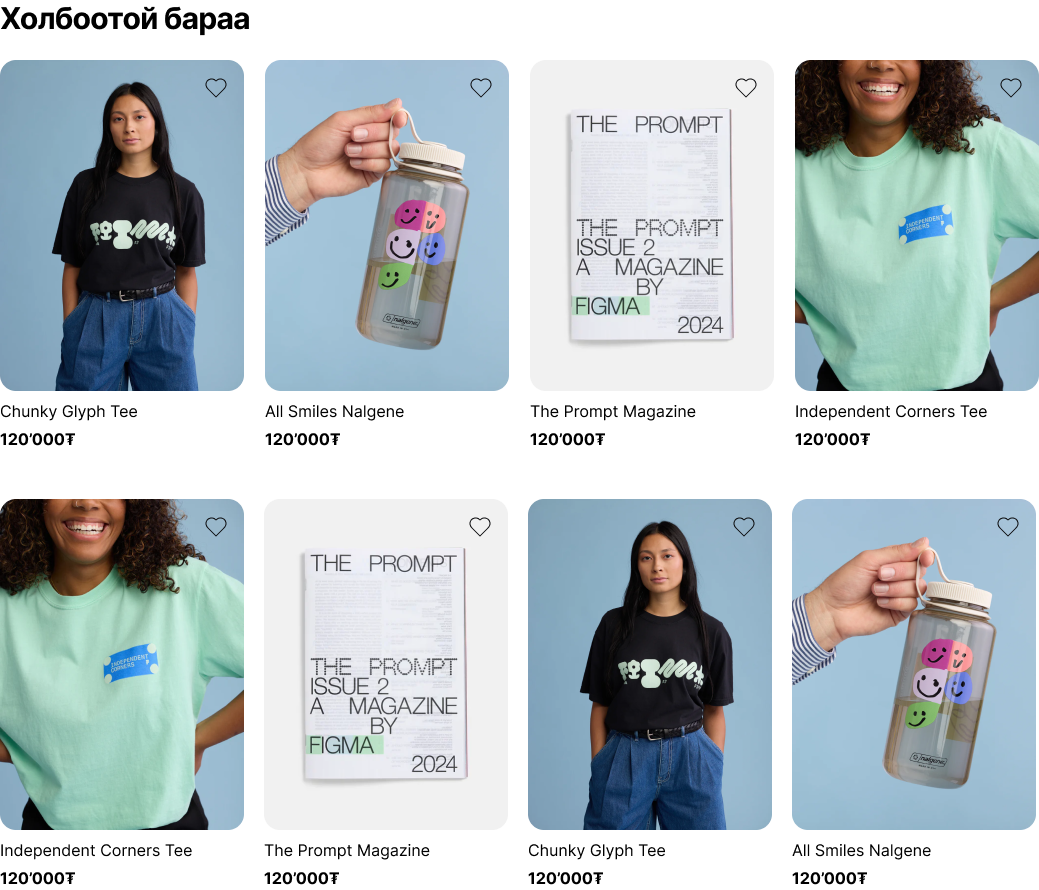 Холбоотой бараа
THE PROMPT
THE PROMPT
ISSUE 2
A MAGAZINE
BY
FIGMA
2024
INDEPENDENT
CORNERS
nalgene
Chunky Glyph Tee
All Smiles Nalgene
The Prompt Magazine
Independent Corners Tee
120’000₮
120’000₮
120’000₮
120’000₮
INDEPENDENT
CORNERS
THE PROMPT
THE PROMPT
ISSUE 2
A MAGAZINE
BY
FIGMA
2024
nalgene
Independent Corners Tee
The Prompt Magazine
Chunky Glyph Tee
All Smiles Nalgene
120’000₮
120’000₮
120’000₮
120’000₮